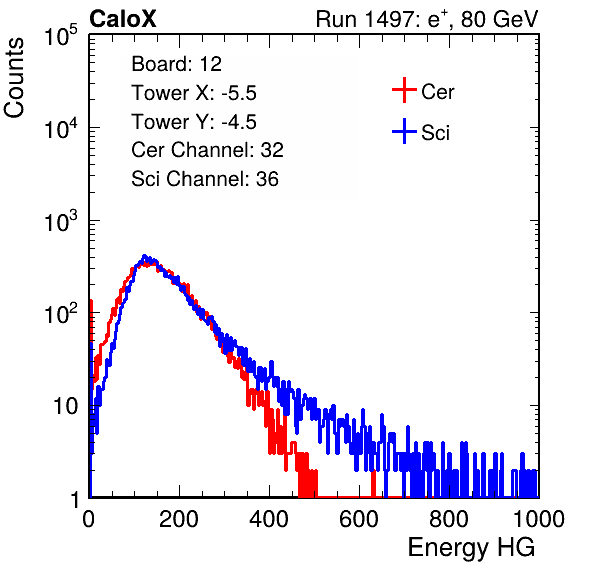 CaloX Run 1497: e⁺, 80 GeV
Counts
Board: 12
Tower X: -5.5
Tower Y: -4.5
Cer Channel: 32
Sci Channel: 36
Cer
Sci
10⁵
10⁴
10³
10²
10
1
0 200 400 600 800 1000
Energy HG